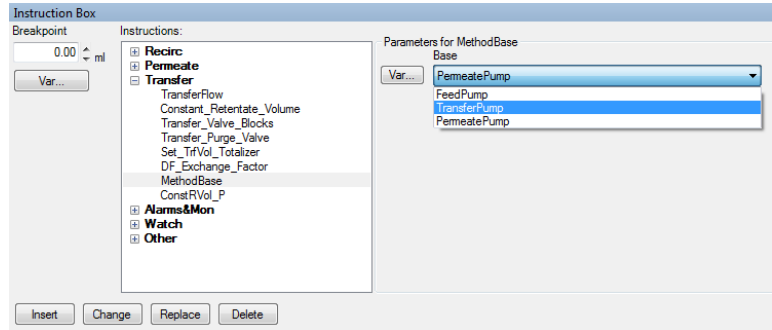 Instruction Box
Breakpoint
0.00 ml
Var...
Instructions:
Recirc
Permeate
Transfer
TransferFlow
Constant_Retentate_Volume
Transfer_Valve_Blocks
Transfer_Purge_Valve
Set_TrfVol_Totalizer
DF_Exchange_Factor
MethodBase
ConstRVol_P
Alarms&Mon
Watch
Other
Parameters for MethodBase
Base
Var... PermeatePump
FeedPump
TransferPump
PermeatePump
Insert Change Replace Delete